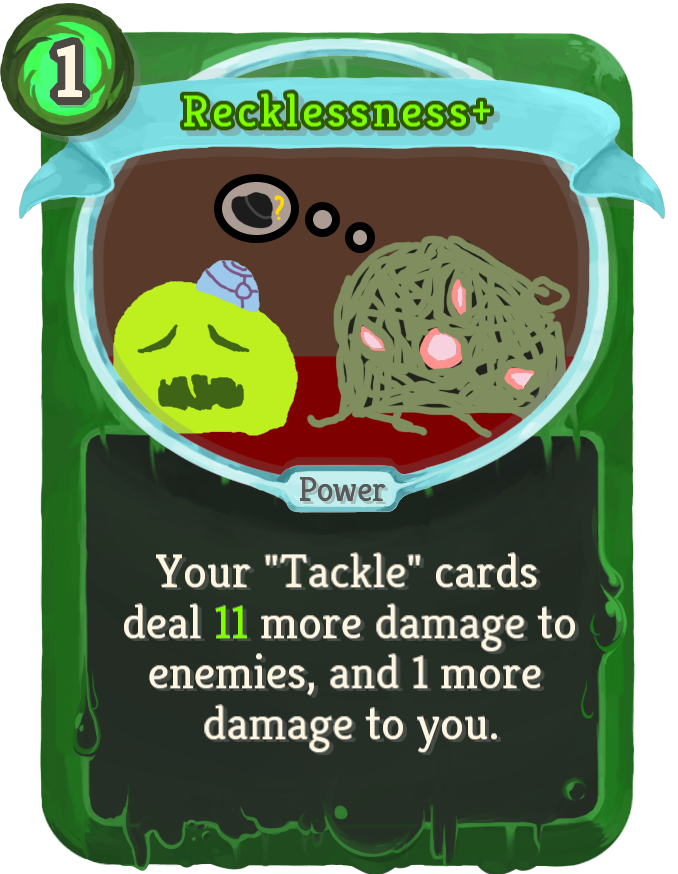 1
Recklessness+
?
Power
Your "Tackle" cards
deal 11 more damage to
enemies, and 1 more
damage to you.